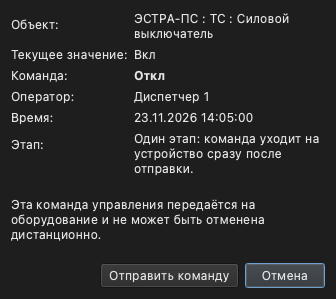 Объект: ЭСТРА-ПС : ТС : Силовой
выключатель
Текущее значение: Вкл
Команда: Откл
Оператор: Диспетчер 1
Время: 23.11.2026 14:05:00
Этап: Один этап: команда уходит на
устройство сразу после
отправки.
Эта команда управления передаётся на
оборудование и не может быть отменена
дистанционно.
Отправить команду Отмена